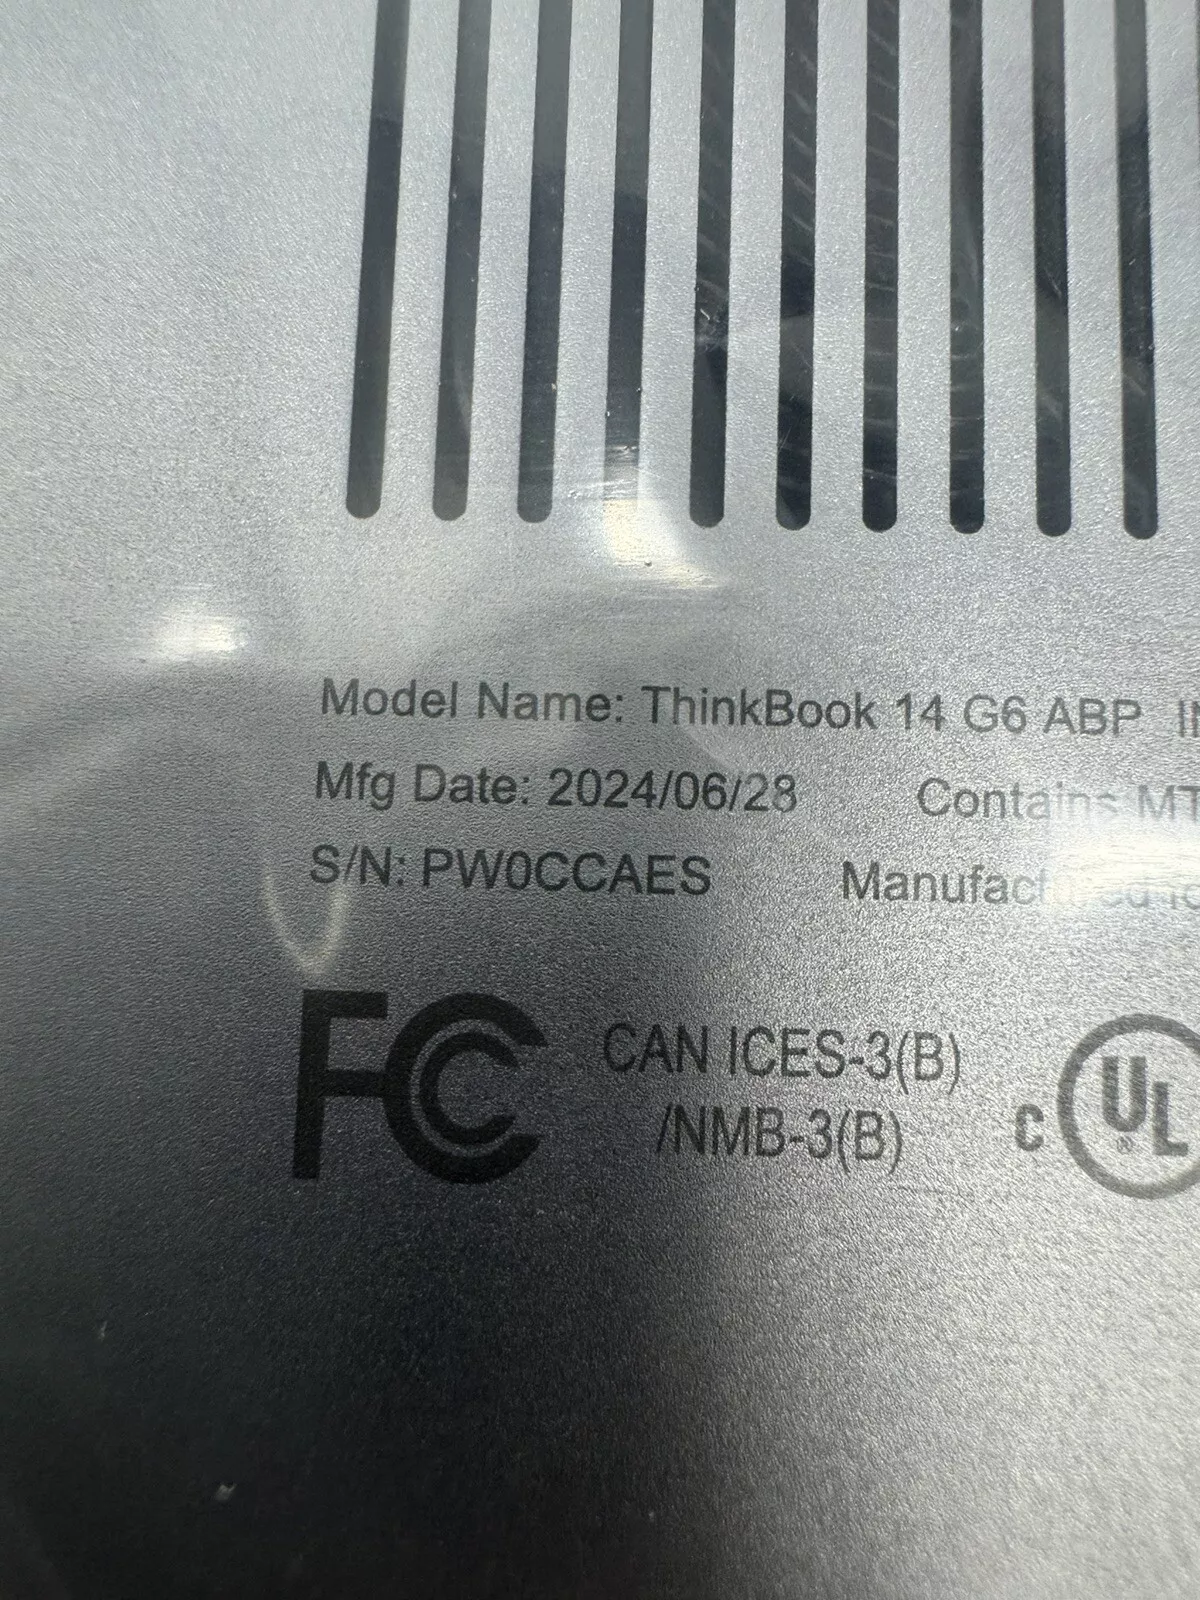 Model Name: ThinkBook 14 G6 ABP
Mfg Date: 2024/06/28 Contains
S/N: PW0CCAES
FC
CAN ICES-3(B)
/NMB-3(B)
C UL ®